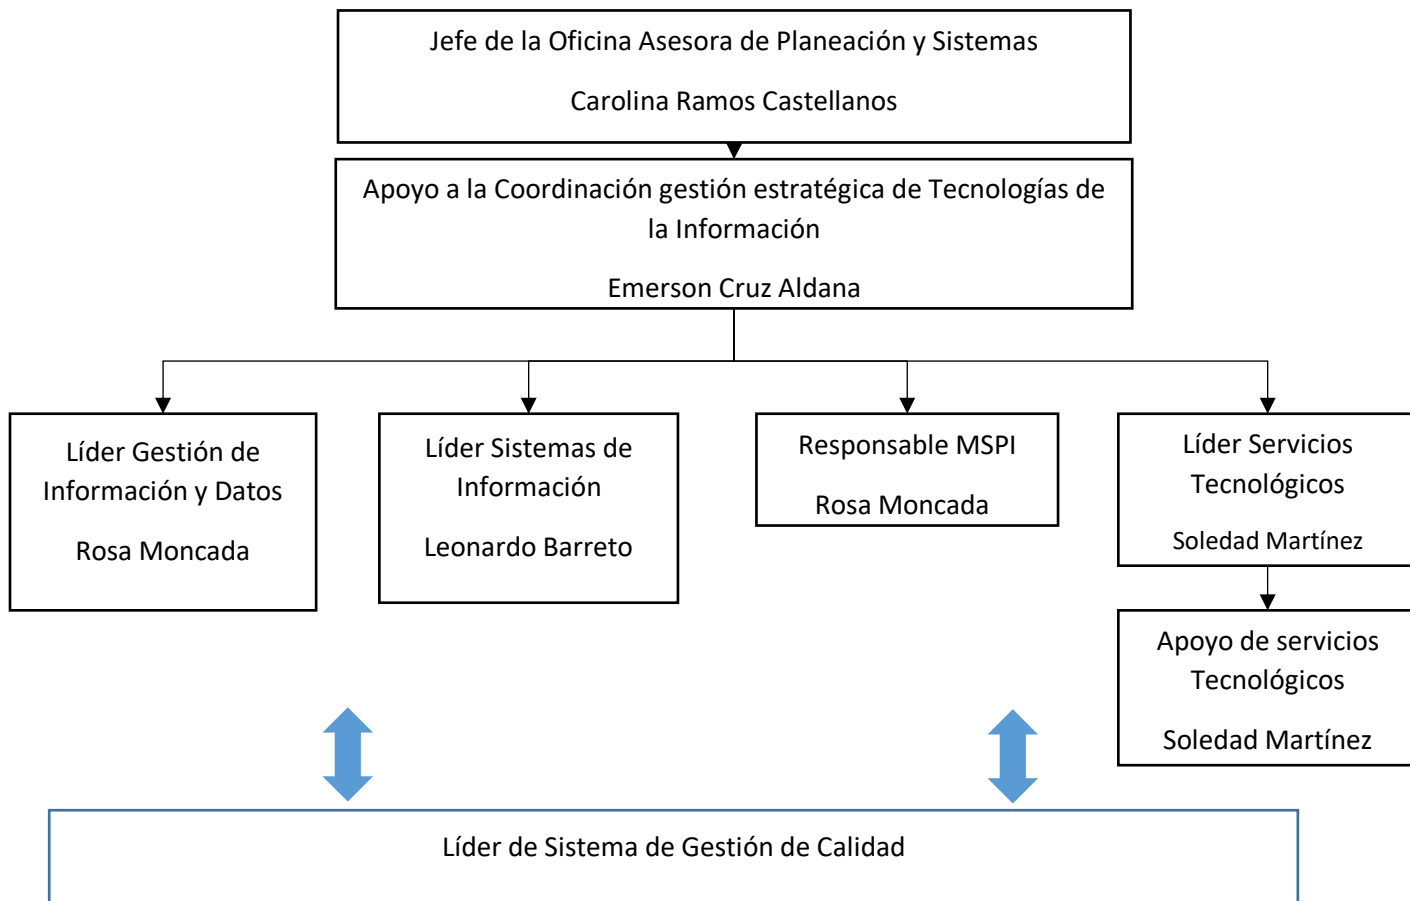 Jefe de la Oficina Asesora de Planeación y Sistemas
Carolina Ramos Castellanos
Apoyo a la Coordinación gestión estratégica de Tecnologías de
la Información
Emerson Cruz Aldana
Líder Gestión de
Información y Datos
Rosa Moncada
Líder Sistemas de
Información
Leonardo Barreto
Responsable MSPI
Rosa Moncada
Líder Servicios
Tecnológicos
Soledad Martínez
Apoyo de servicios
Tecnológicos
Soledad Martínez
Líder de Sistema de Gestión de Calidad